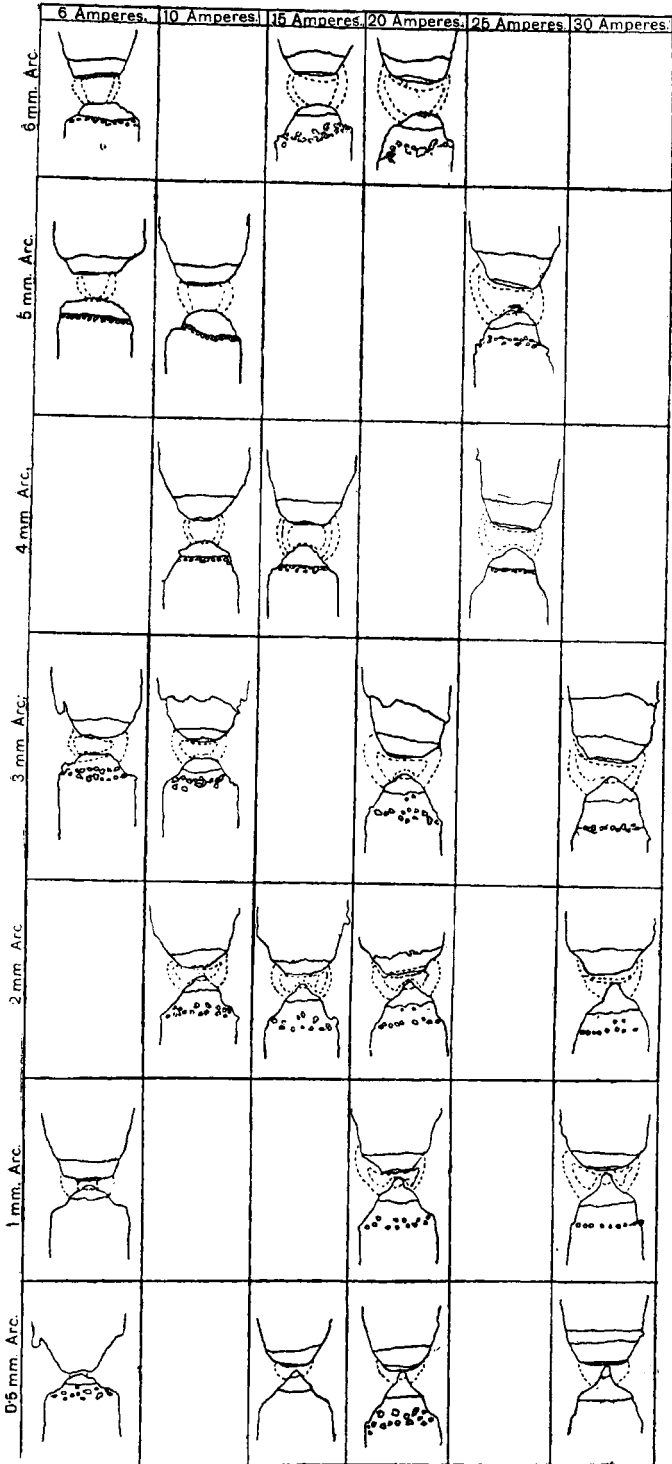 6 Amperes. 10 Amperes. 15 Amperes. 20 Amperes. 25 Amperes. 30 Amperes.
6 mm. Arc.
5 mm. Arc.
4 mm Arc.
3 mm Arc.
2 mm. Arc
1 mm. Arc.
0·5 mm. Arc.